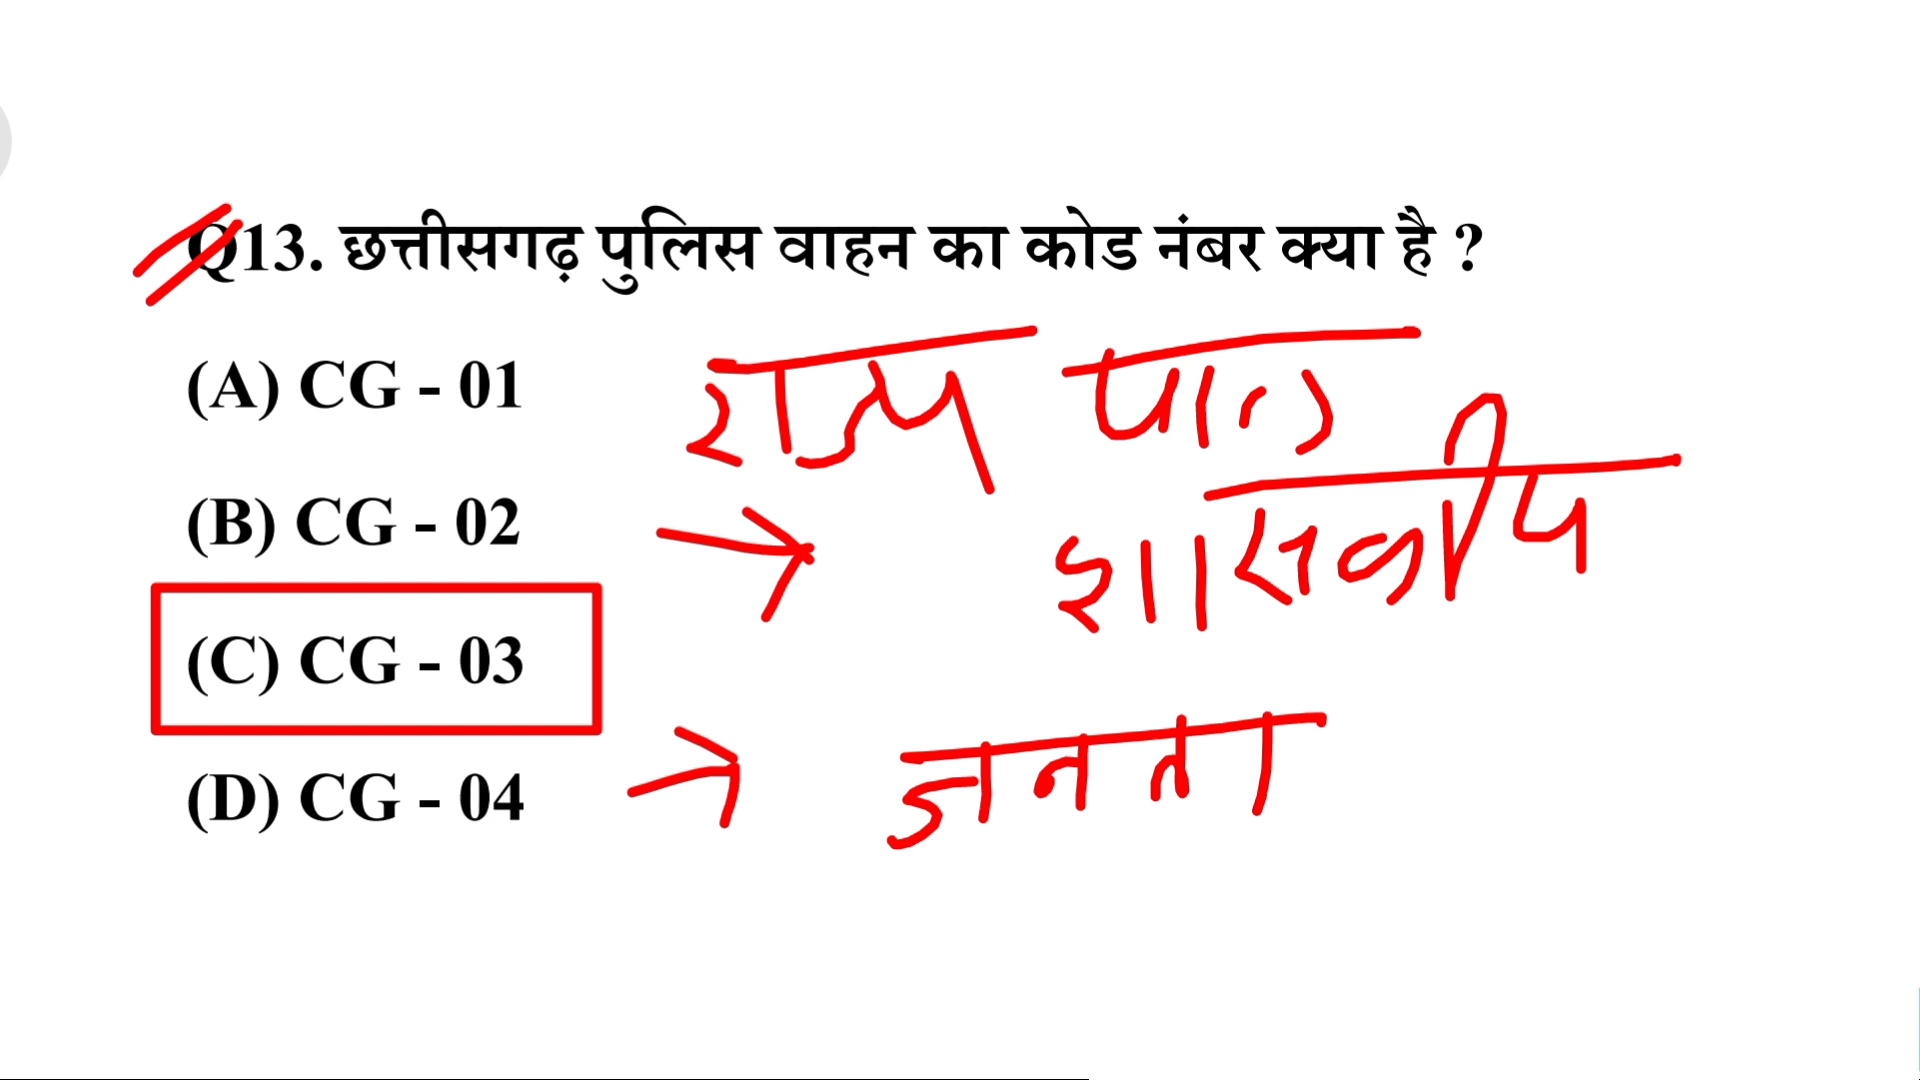 Q13. छत्तीसगढ़ पुलिस वाहन का कोड नंबर क्या है ?
(A) CG - 01
राज्य
(B) CG - 02
शासकीय
(C) CG - 03
(D) CG - 04
जनता